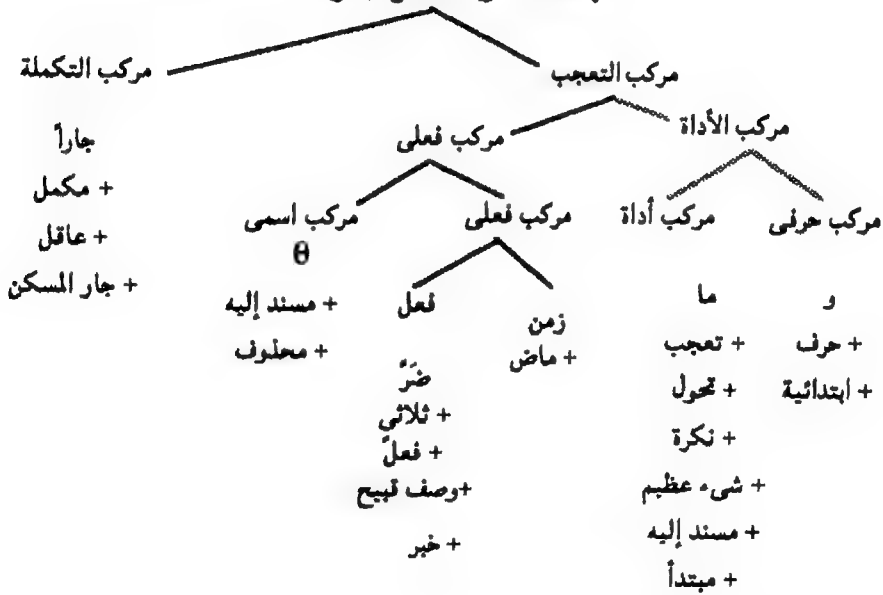 مركب التعجب
مركب التكملة
مركب الأداة
مركب فعلى
مركب حرفى
مركب أداة
مركب فعلى
مركب اسمى
و
+ حرف
+ ابتدائية
ما
+ تعجب
+ تحول
+ نكرة
+ شىء عظيم
+ مسند إليه
+ مبتدأ
زمن
+ ماض
فعل
ضَرَّ
+ ثلاثي
+ فعلَ
+وصف قبيح
+ خبر
θ
+ مسند إليه
+ محذوف
جاراً
+ مكمل
+ عاقل
+ جار المسكن